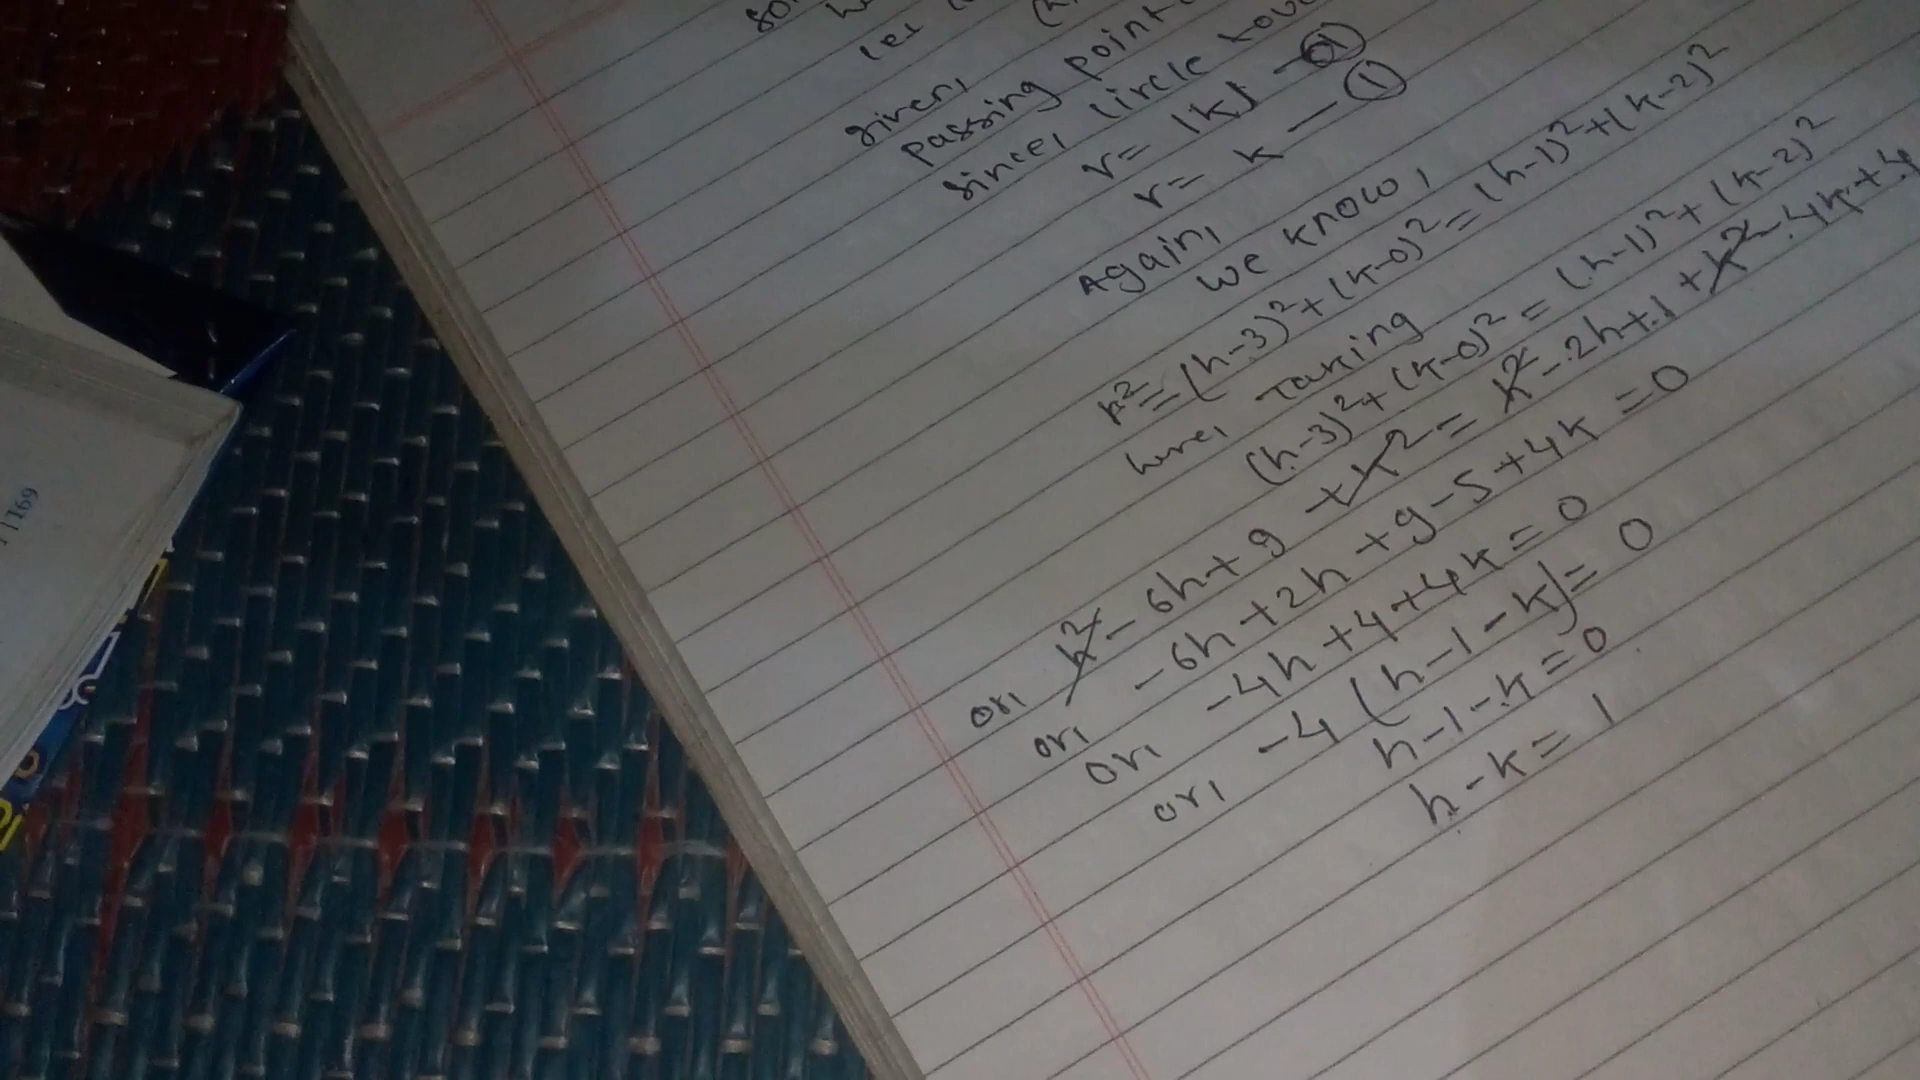 given,
passing point
since, circle
r= |k|
r= k — ①
Again,
we know,
k²=(h-3)²+(k-0)²=(h-1)²+(k-2)²
here, Taking
(h-3)²+(k-0)²=(h-1)²+(k-2)²
or, h²-6h+9+k²=h²-2h+1+k²-4k+4
or, -6h+2h+9-5+4k=0
or, -4h+4+4k=0
or, -4(h-1-k)=0
h-1-k=0
h-k=1
169